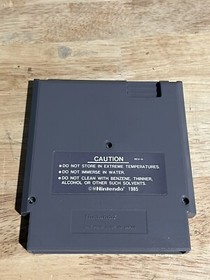 CAUTION
● DO NOT STORE IN EXTREME TEMPERATURES.
● DO NOT IMMERSE IN WATER.
● DO NOT CLEAN WITH BENZENE, THINNER,
ALCOHOL OR OTHER SUCH SOLVENTS.
©®Nintendo® 1985